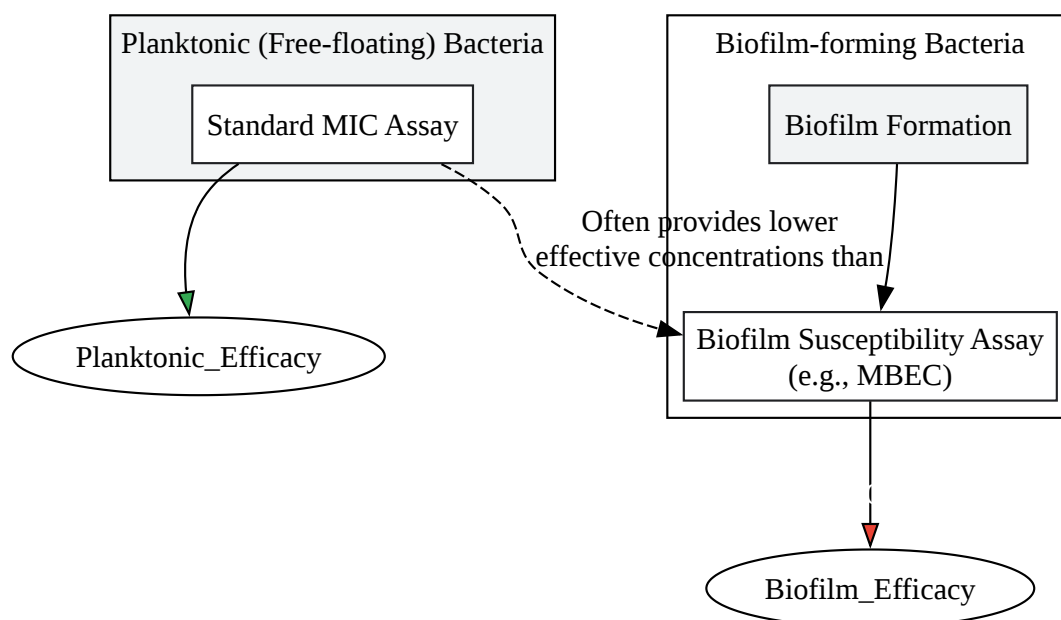 Planktonic (Free-floating) Bacteria
Biofilm-forming Bacteria
Standard MIC Assay
Biofilm Formation
Often provides lower
effective concentrations than
Biofilm Susceptibility Assay
(e.g., MBEC)
Planktonic_Efficacy
Biofilm_Efficacy